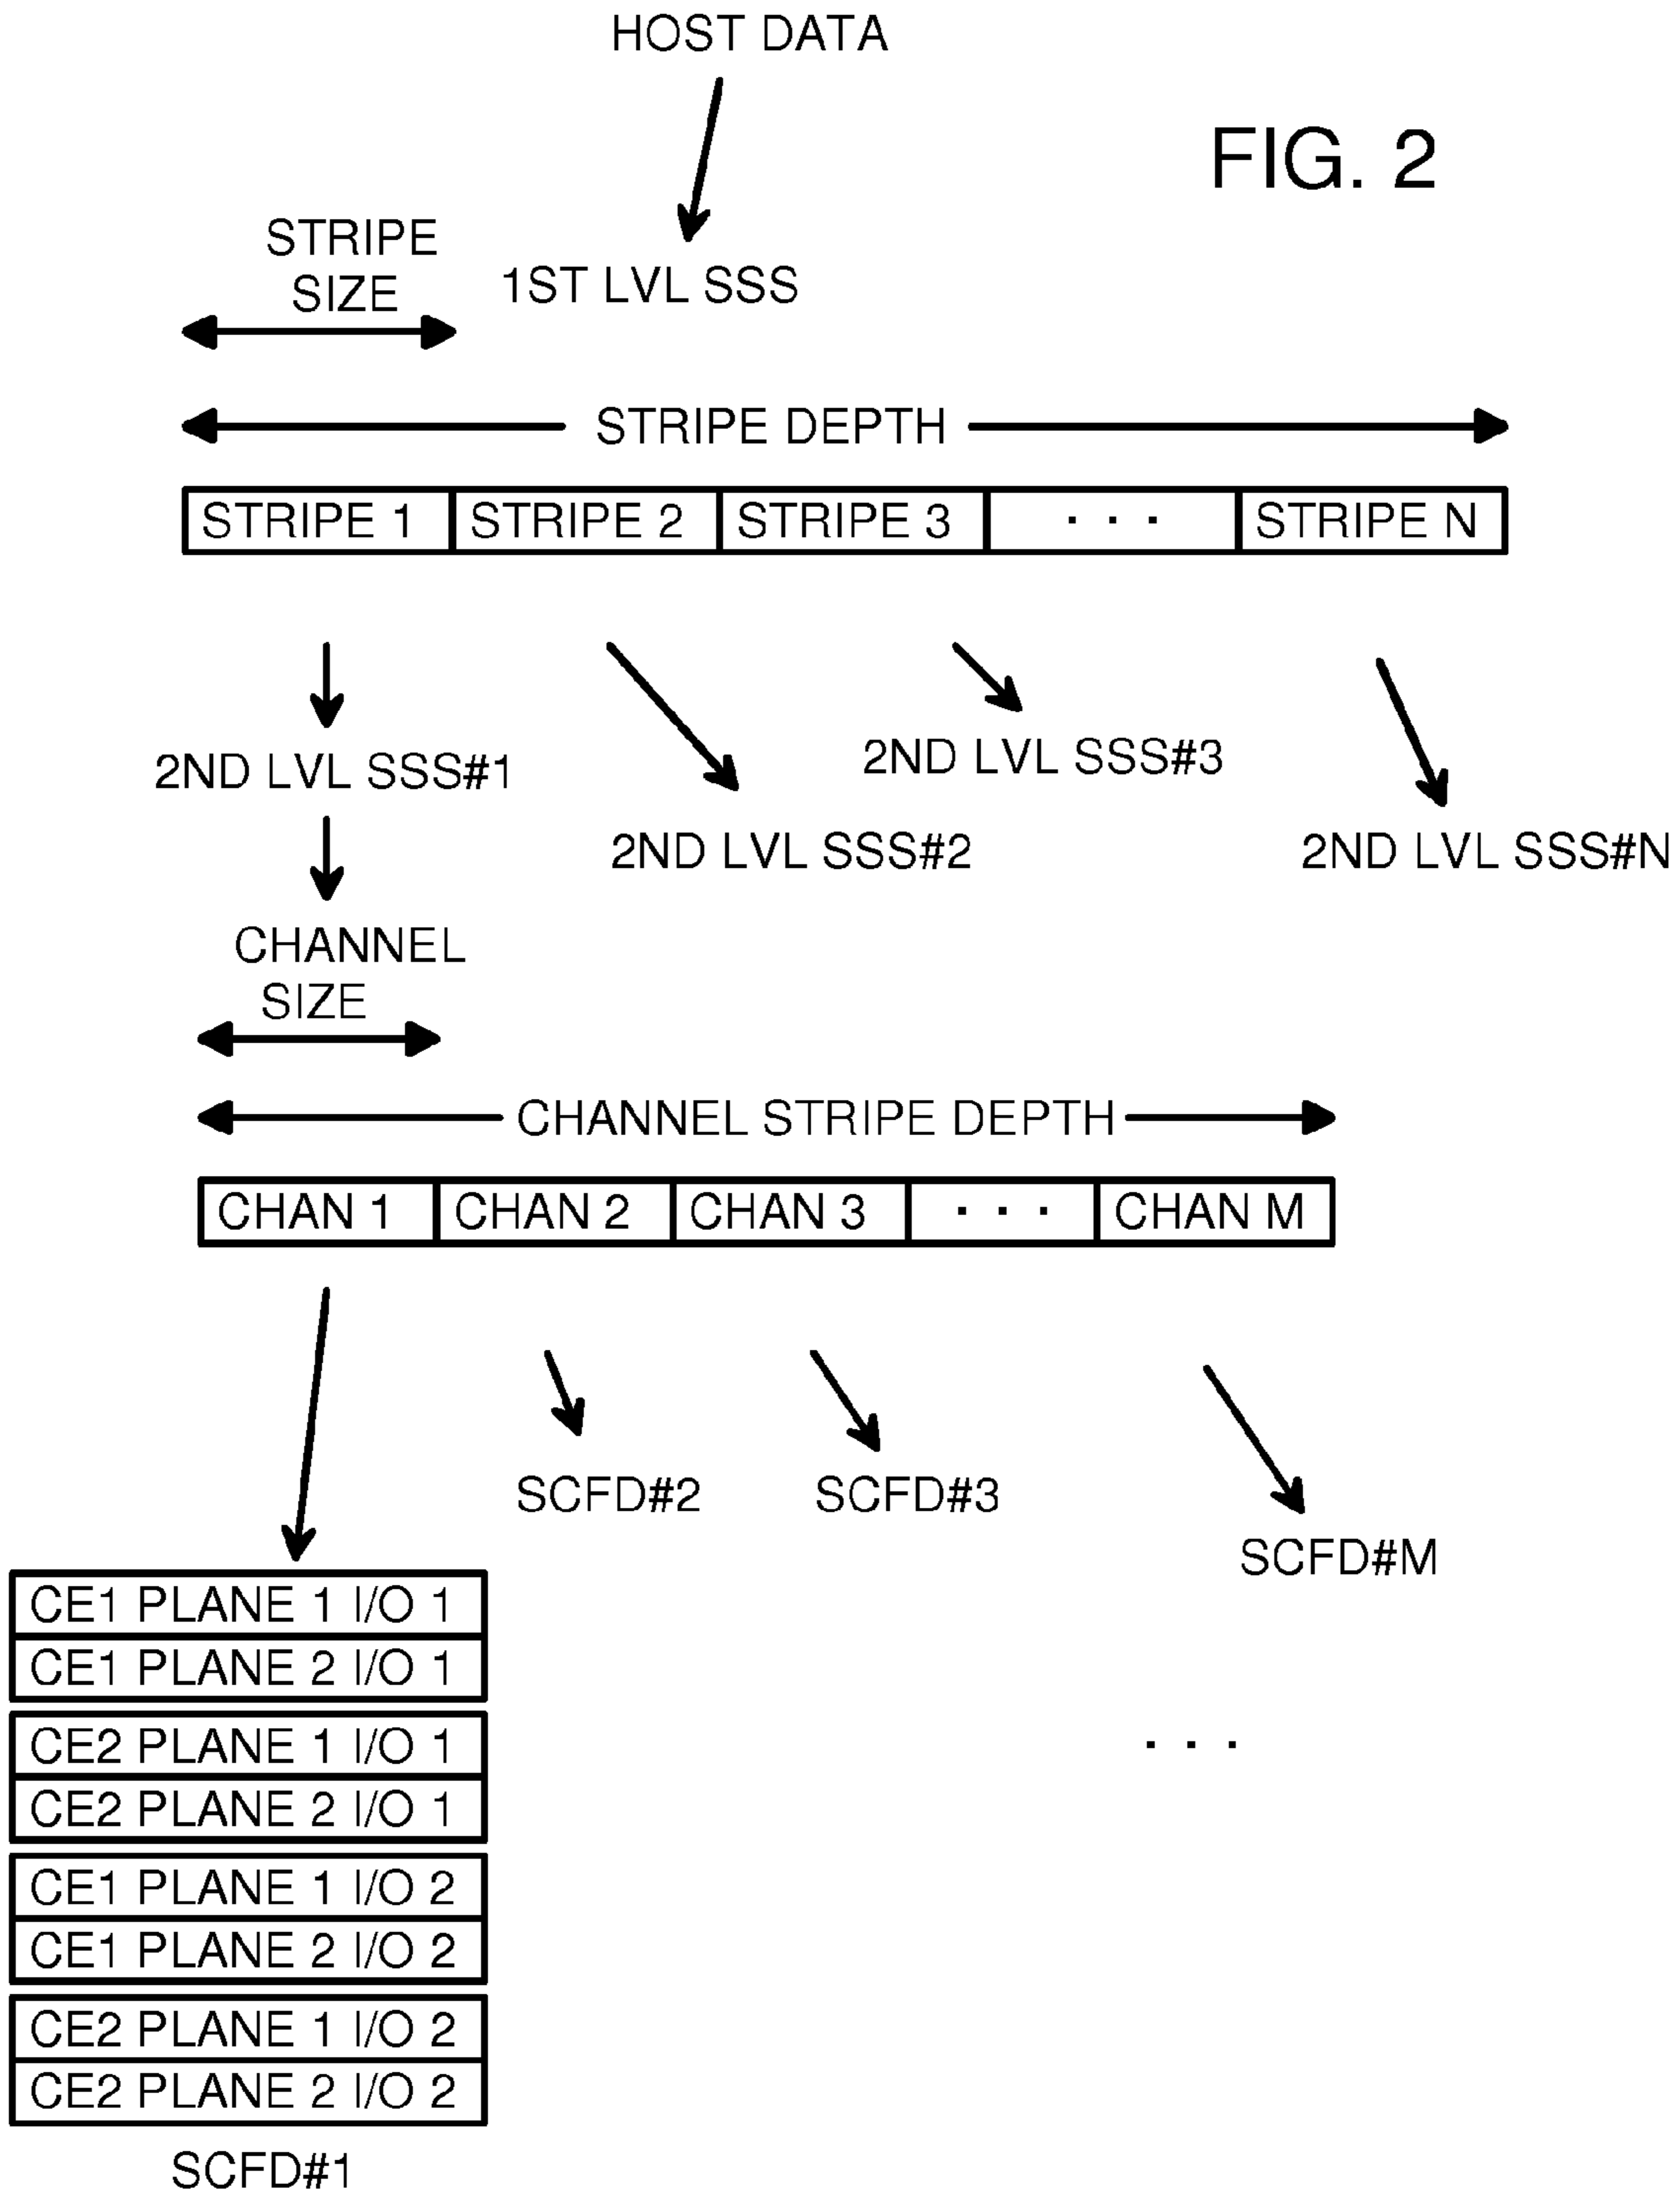 HOST DATA
FIG. 2
STRIPE
SIZE
1ST LVL SSS
STRIPE DEPTH
STRIPE 1 STRIPE 2 STRIPE 3 . . . STRIPE N
2ND LVL SSS#1
2ND LVL SSS#3
2ND LVL SSS#2
2ND LVL SSS#N
CHANNEL
SIZE
CHANNEL STRIPE DEPTH
CHAN 1 CHAN 2 CHAN 3 . . . CHAN M
SCFD#2
SCFD#3
SCFD#M
CE1 PLANE 1 I/O 1
CE1 PLANE 2 I/O 1
CE2 PLANE 1 I/O 1
. . .
CE2 PLANE 2 I/O 1
CE1 PLANE 1 I/O 2
CE1 PLANE 2 I/O 2
CE2 PLANE 1 I/O 2
CE2 PLANE 2 I/O 2
SCFD#1